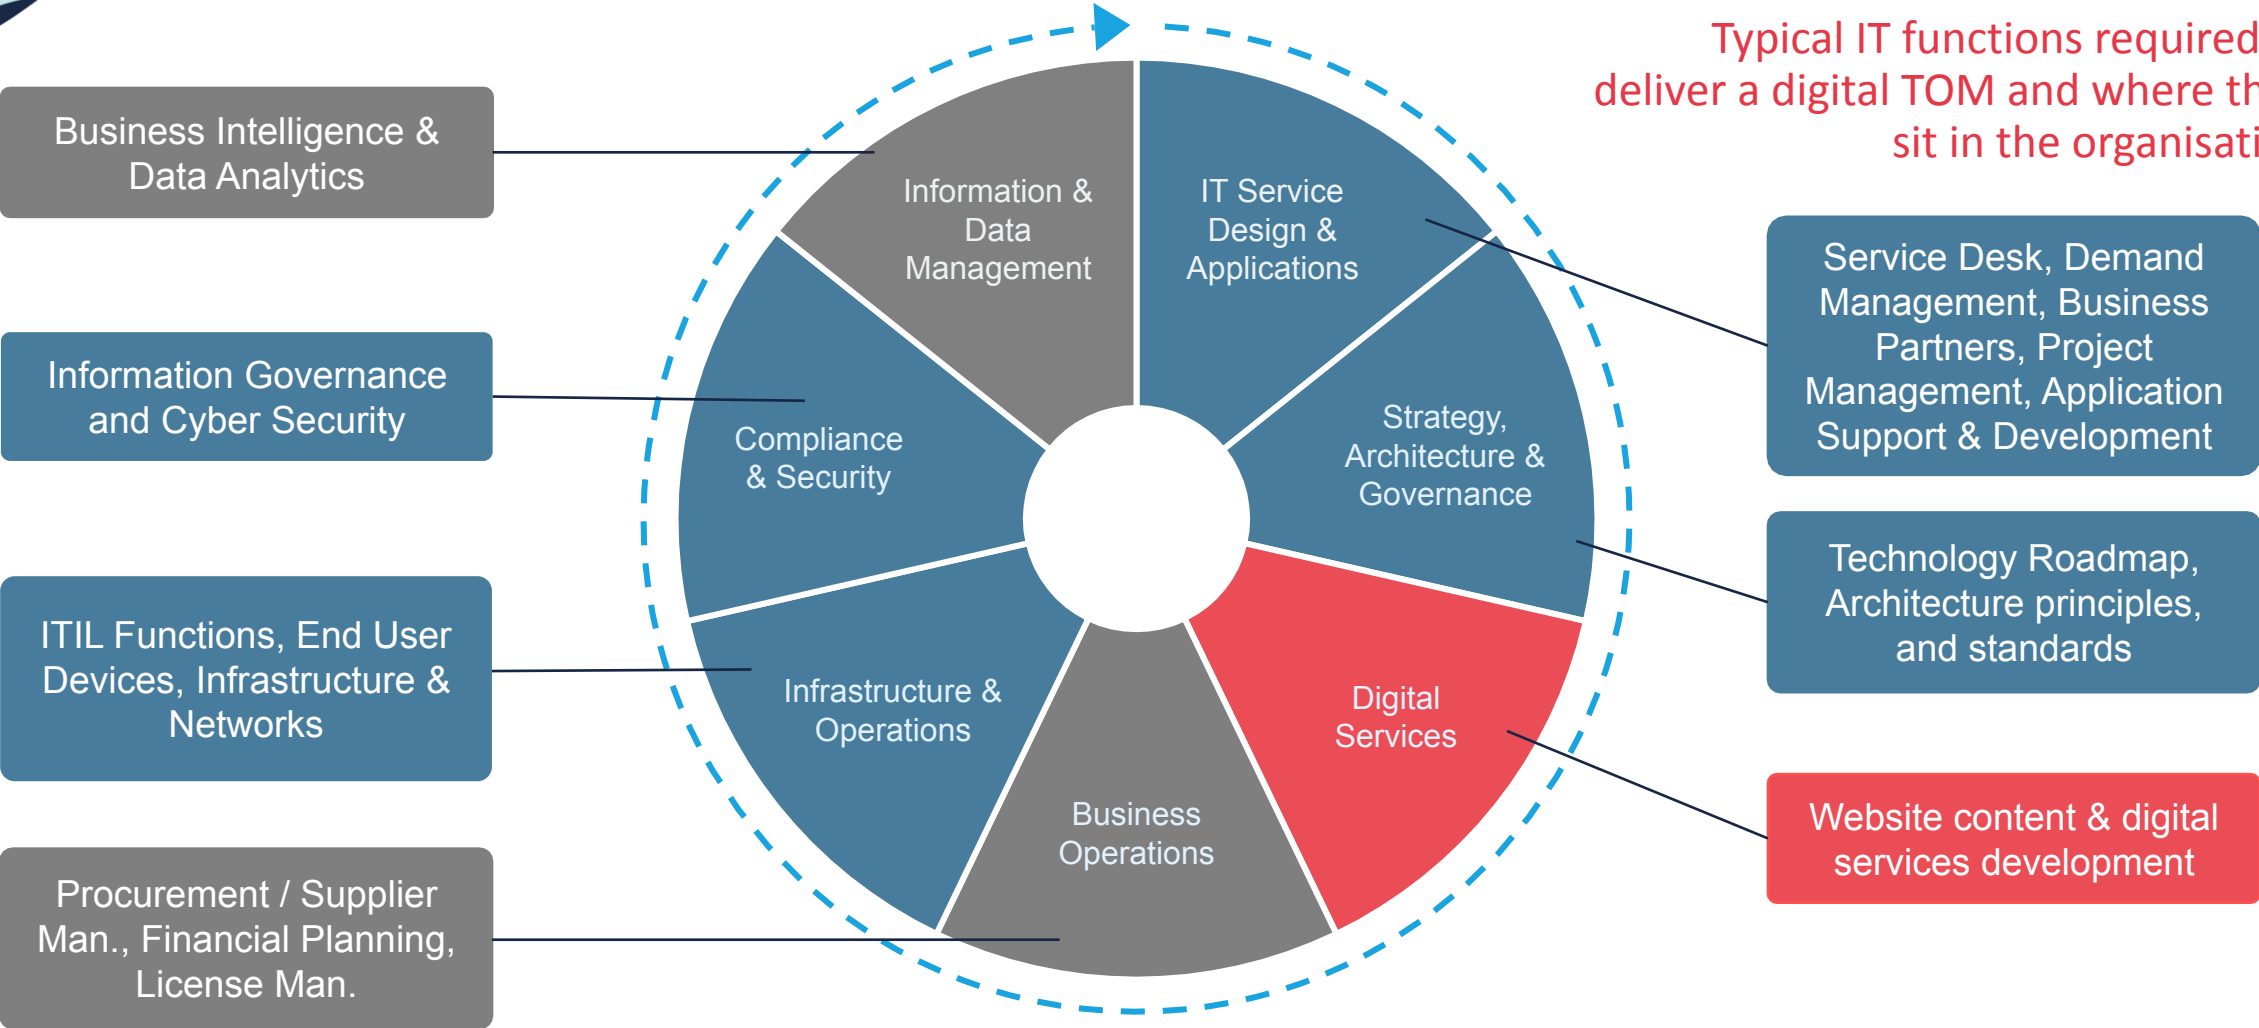 Typical IT functions required
deliver a digital TOM and where
sit in the organisati
Business Intelligence &
Data Analytics
Information Governance
and Cyber Security
ITIL Functions, End User
Devices, Infrastructure &
Networks
Procurement / Supplier
Man., Financial Planning,
License Man.
Information &
Data
Management
IT Service
Design &
Applications
Compliance
& Security
Strategy,
Architecture &
Governance
Infrastructure &
Operations
Digital
Services
Business
Operations
Service Desk, Demand
Management, Business
Partners, Project
Management, Application
Support & Development
Technology Roadmap,
Architecture principles,
and standards
Website content & digital
services development